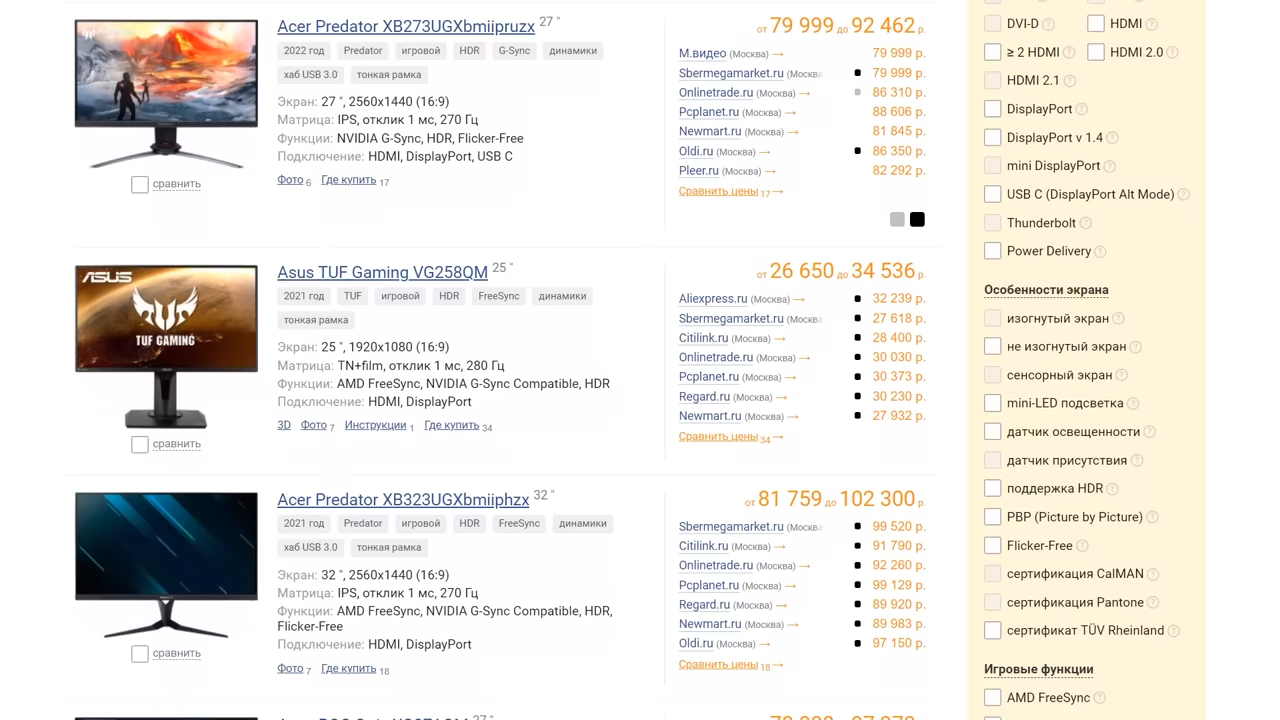 Acer Predator XB273UGXbmiipruzx 27 "
2022 год Predator игровой HDR G-Sync динамики
хаб USB 3.0 тонкая рамка
Экран: 27 ", 2560x1440 (16:9)
Матрица: IPS, отклик 1 мс, 270 Гц
Функции: NVIDIA G-Sync, HDR, Flicker-Free
Подключение: HDMI, DisplayPort, USB C
Фото 6 Где купить 17
сравнить
от 79 999 до 92 462 р.
М.видео (Москва) → 79 999 р.
Sbermegamarket.ru (Москва 79 999 р.
Onlinetrade.ru (Москва) → 86 310 р.
Pcplanet.ru (Москва) → 88 606 р.
Newmart.ru (Москва) → 81 845 р.
Oldi.ru (Москва) → 86 350 р.
Pleer.ru (Москва) → 82 292 р.
Сравнить цены 17 →
ASUS
TUF GAMING
Asus TUF Gaming VG258QM 25 "
2021 год TUF игровой HDR FreeSync динамики
тонкая рамка
Экран: 25 ", 1920x1080 (16:9)
Матрица: TN+film, отклик 1 мс, 280 Гц
Функции: AMD FreeSync, NVIDIA G-Sync Compatible, HDR
Подключение: HDMI, DisplayPort
3D Фото 7 Инструкции 1 Где купить 34
сравнить
от 26 650 до 34 536 р.
Aliexpress.ru (Москва) → 32 239 р.
Sbermegamarket.ru (Москва 27 618 р.
Citilink.ru (Москва) → 28 400 р.
Onlinetrade.ru (Москва) → 30 030 р.
Pcplanet.ru (Москва) → 30 373 р.
Regard.ru (Москва) → 30 230 р.
Newmart.ru (Москва) → 27 932 р.
Сравнить цены 34 →
Acer Predator XB323UGXbmiiphzx 32 "
2021 год Predator игровой HDR FreeSync динамики
хаб USB 3.0 тонкая рамка
Экран: 32 ", 2560x1440 (16:9)
Матрица: IPS, отклик 1 мс, 270 Гц
Функции: AMD FreeSync, NVIDIA G-Sync Compatible, HDR,
Flicker-Free
Подключение: HDMI, DisplayPort
Фото 7 Где купить 18
сравнить
от 81 759 до 102 300 р.
Sbermegamarket.ru (Москва 99 520 р.
Citilink.ru (Москва) → 91 790 р.
Onlinetrade.ru (Москва) → 92 260 р.
Pcplanet.ru (Москва) → 99 129 р.
Regard.ru (Москва) → 89 920 р.
Newmart.ru (Москва) → 89 983 р.
Oldi.ru (Москва) → 97 150 р.
Сравнить цены 18 →
DVI-D ? HDMI ?
≥ 2 HDMI ? HDMI 2.0 ?
HDMI 2.1 ?
DisplayPort ?
DisplayPort v 1.4 ?
mini DisplayPort ?
USB C (DisplayPort Alt Mode) ?
Thunderbolt ?
Power Delivery ?
Особенности экрана
изогнутый экран ?
не изогнутый экран ?
сенсорный экран ?
mini-LED подсветка ?
датчик освещенности ?
датчик присутствия ?
поддержка HDR ?
PBP (Picture by Picture) ?
Flicker-Free ?
сертификация CalMAN ?
сертификация Pantone ?
сертификат TÜV Rheinland ?
Игровые функции
AMD FreeSync ?